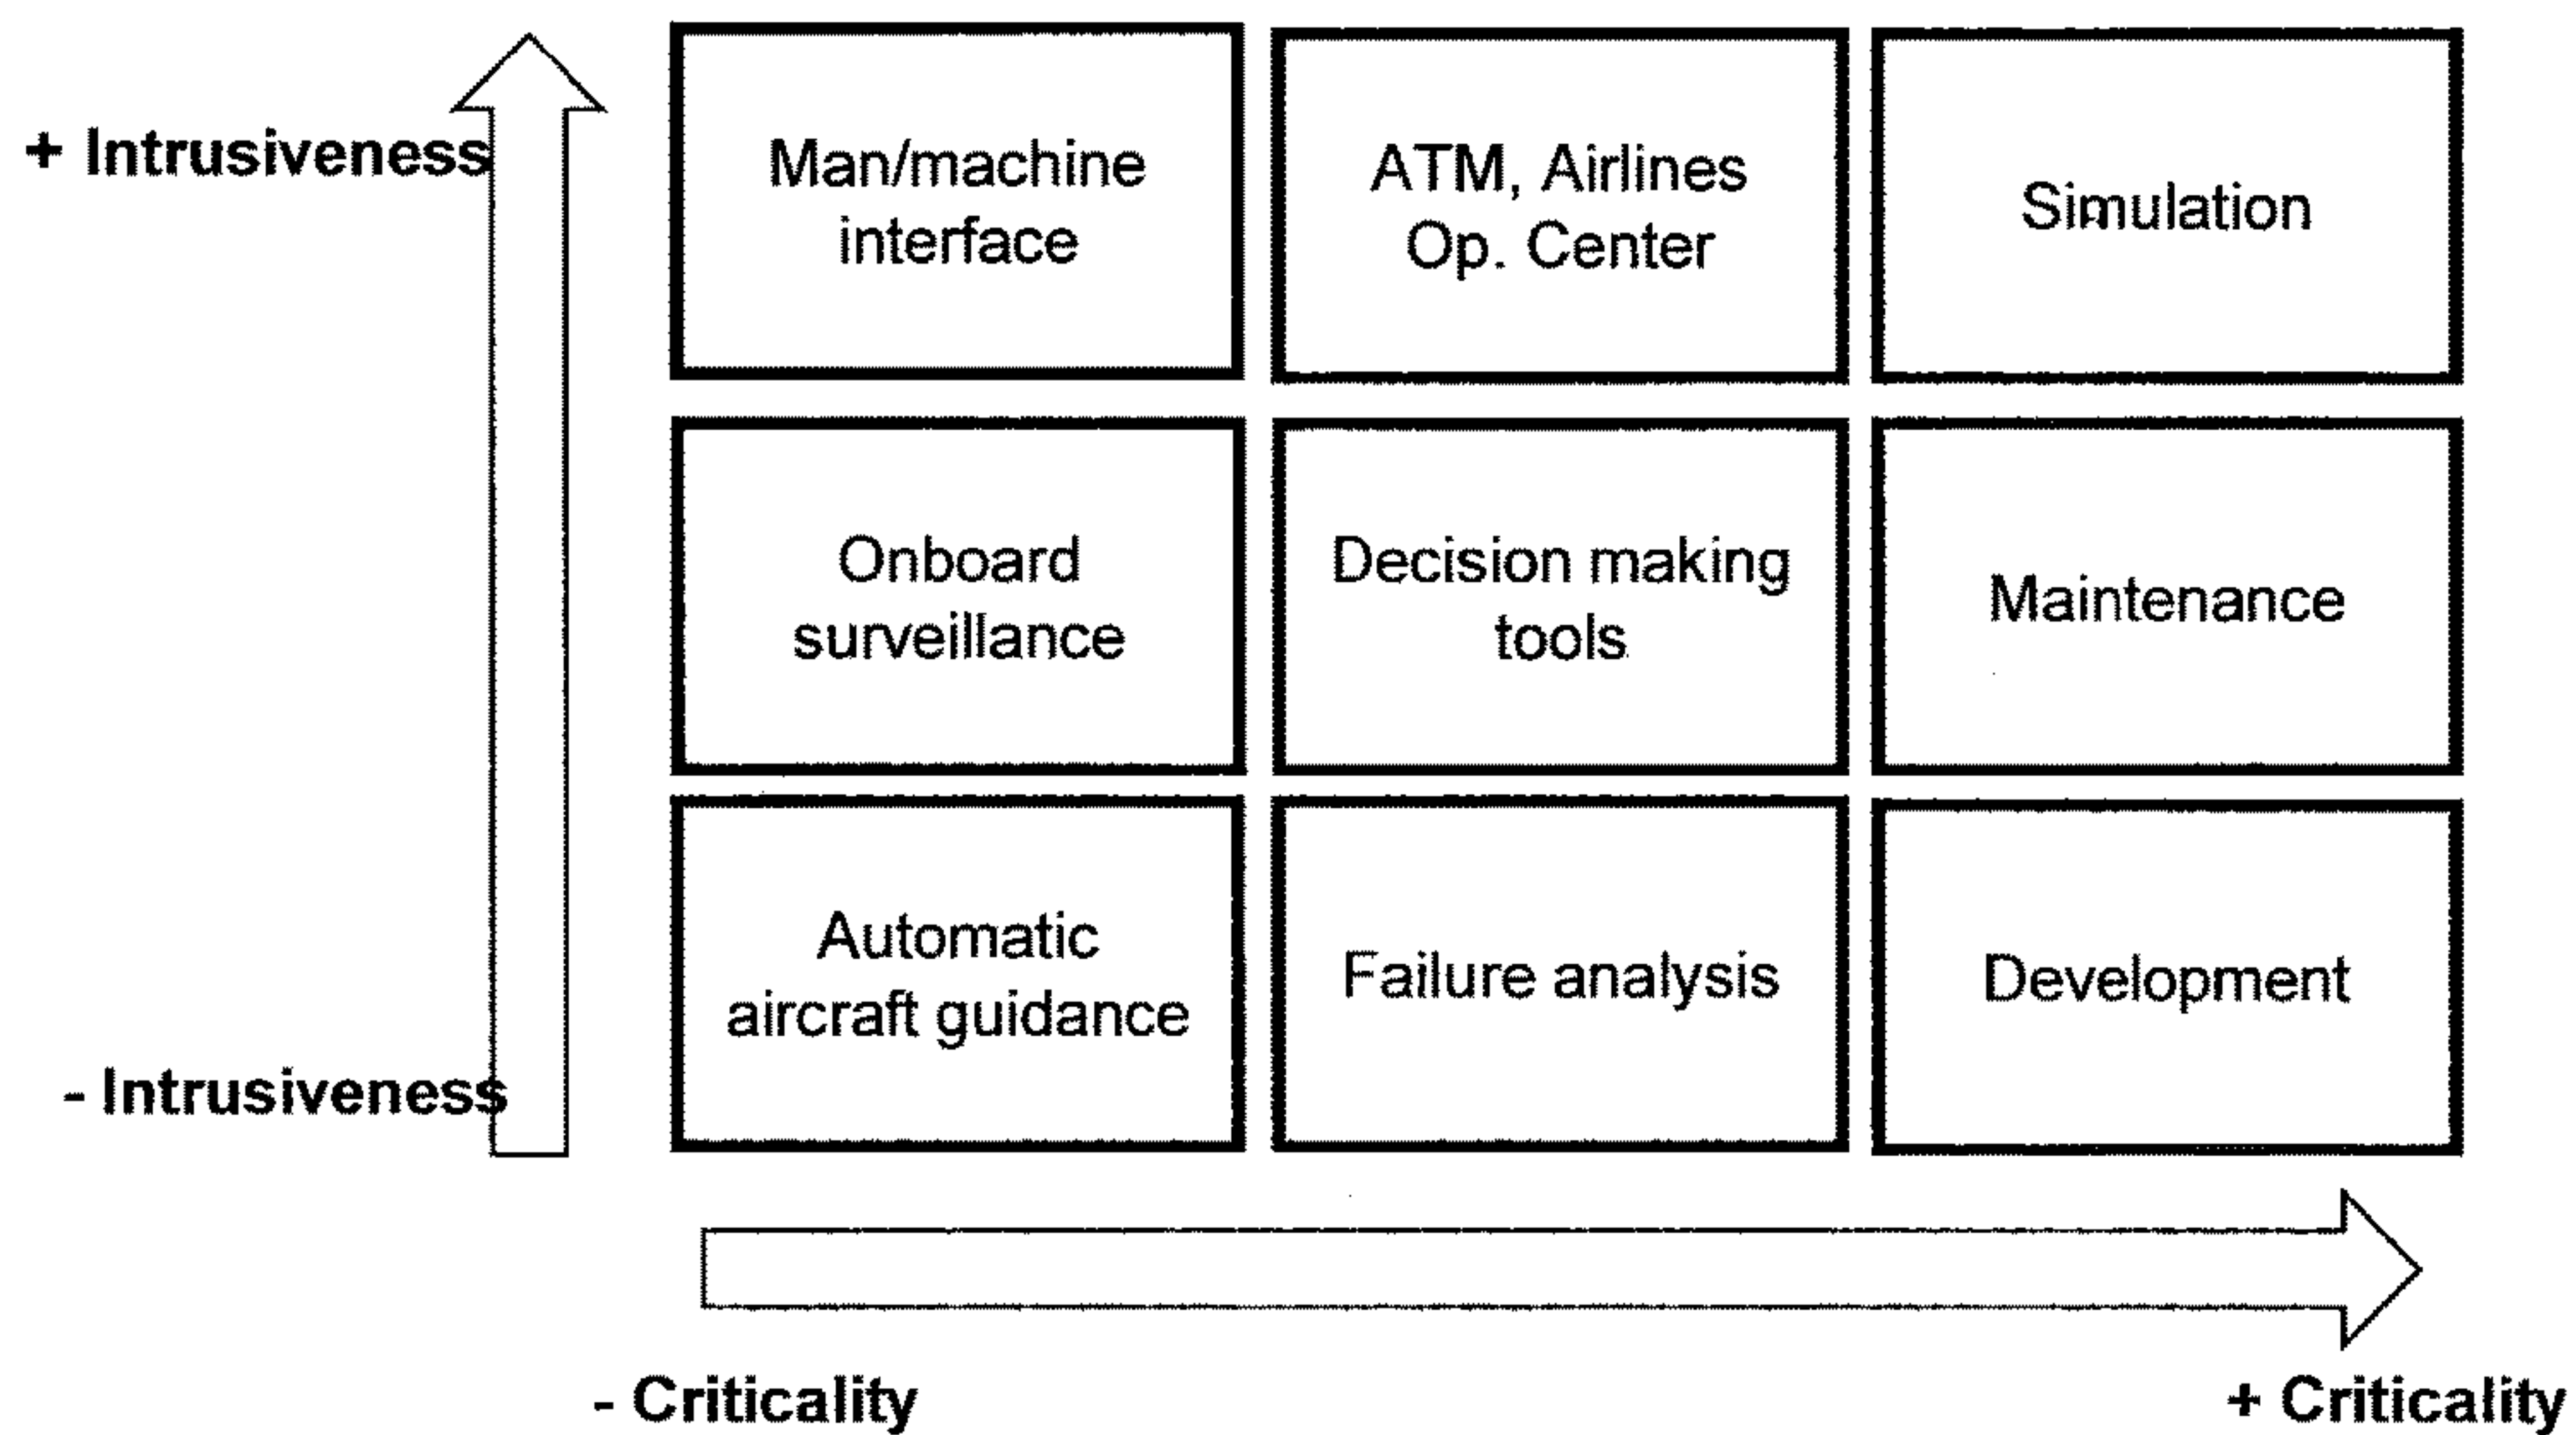 + Intrusiveness
Man/machine
interface
ATM, Airlines
Op. Center
Simulation
Onboard
surveillance
Decision making
tools
Maintenance
Automatic
aircraft guidance
Failure analysis
Development
- Intrusiveness
- Criticality
+ Criticality